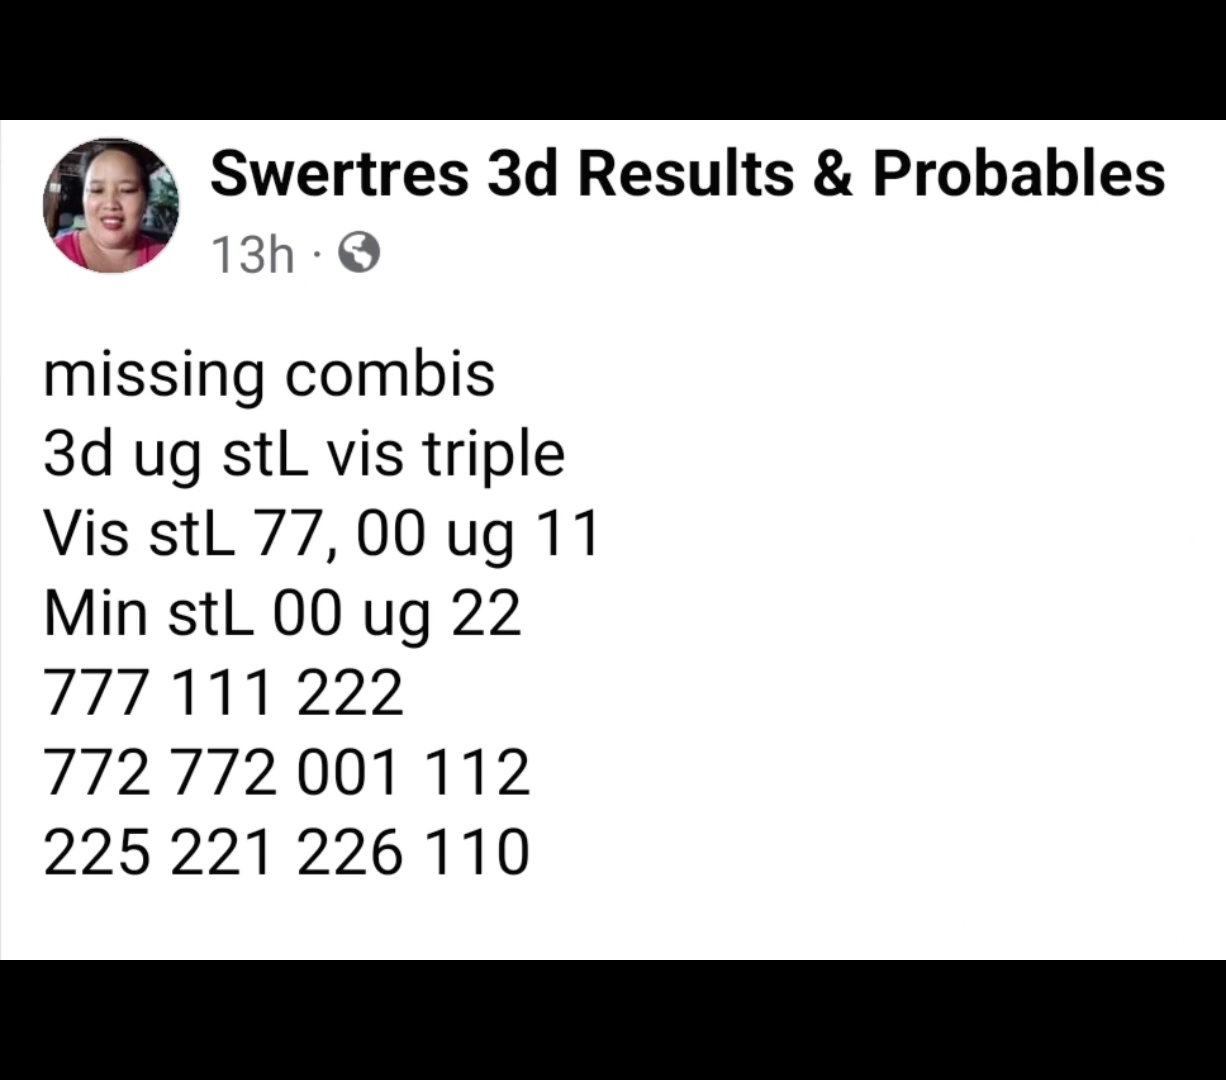 Swertres 3d Results & Probables
13h ·
missing combis
3d ug stL vis triple
Vis stL 77, 00 ug 11
Min stL 00 ug 22
777 111 222
772 772 001 112
225 221 226 110